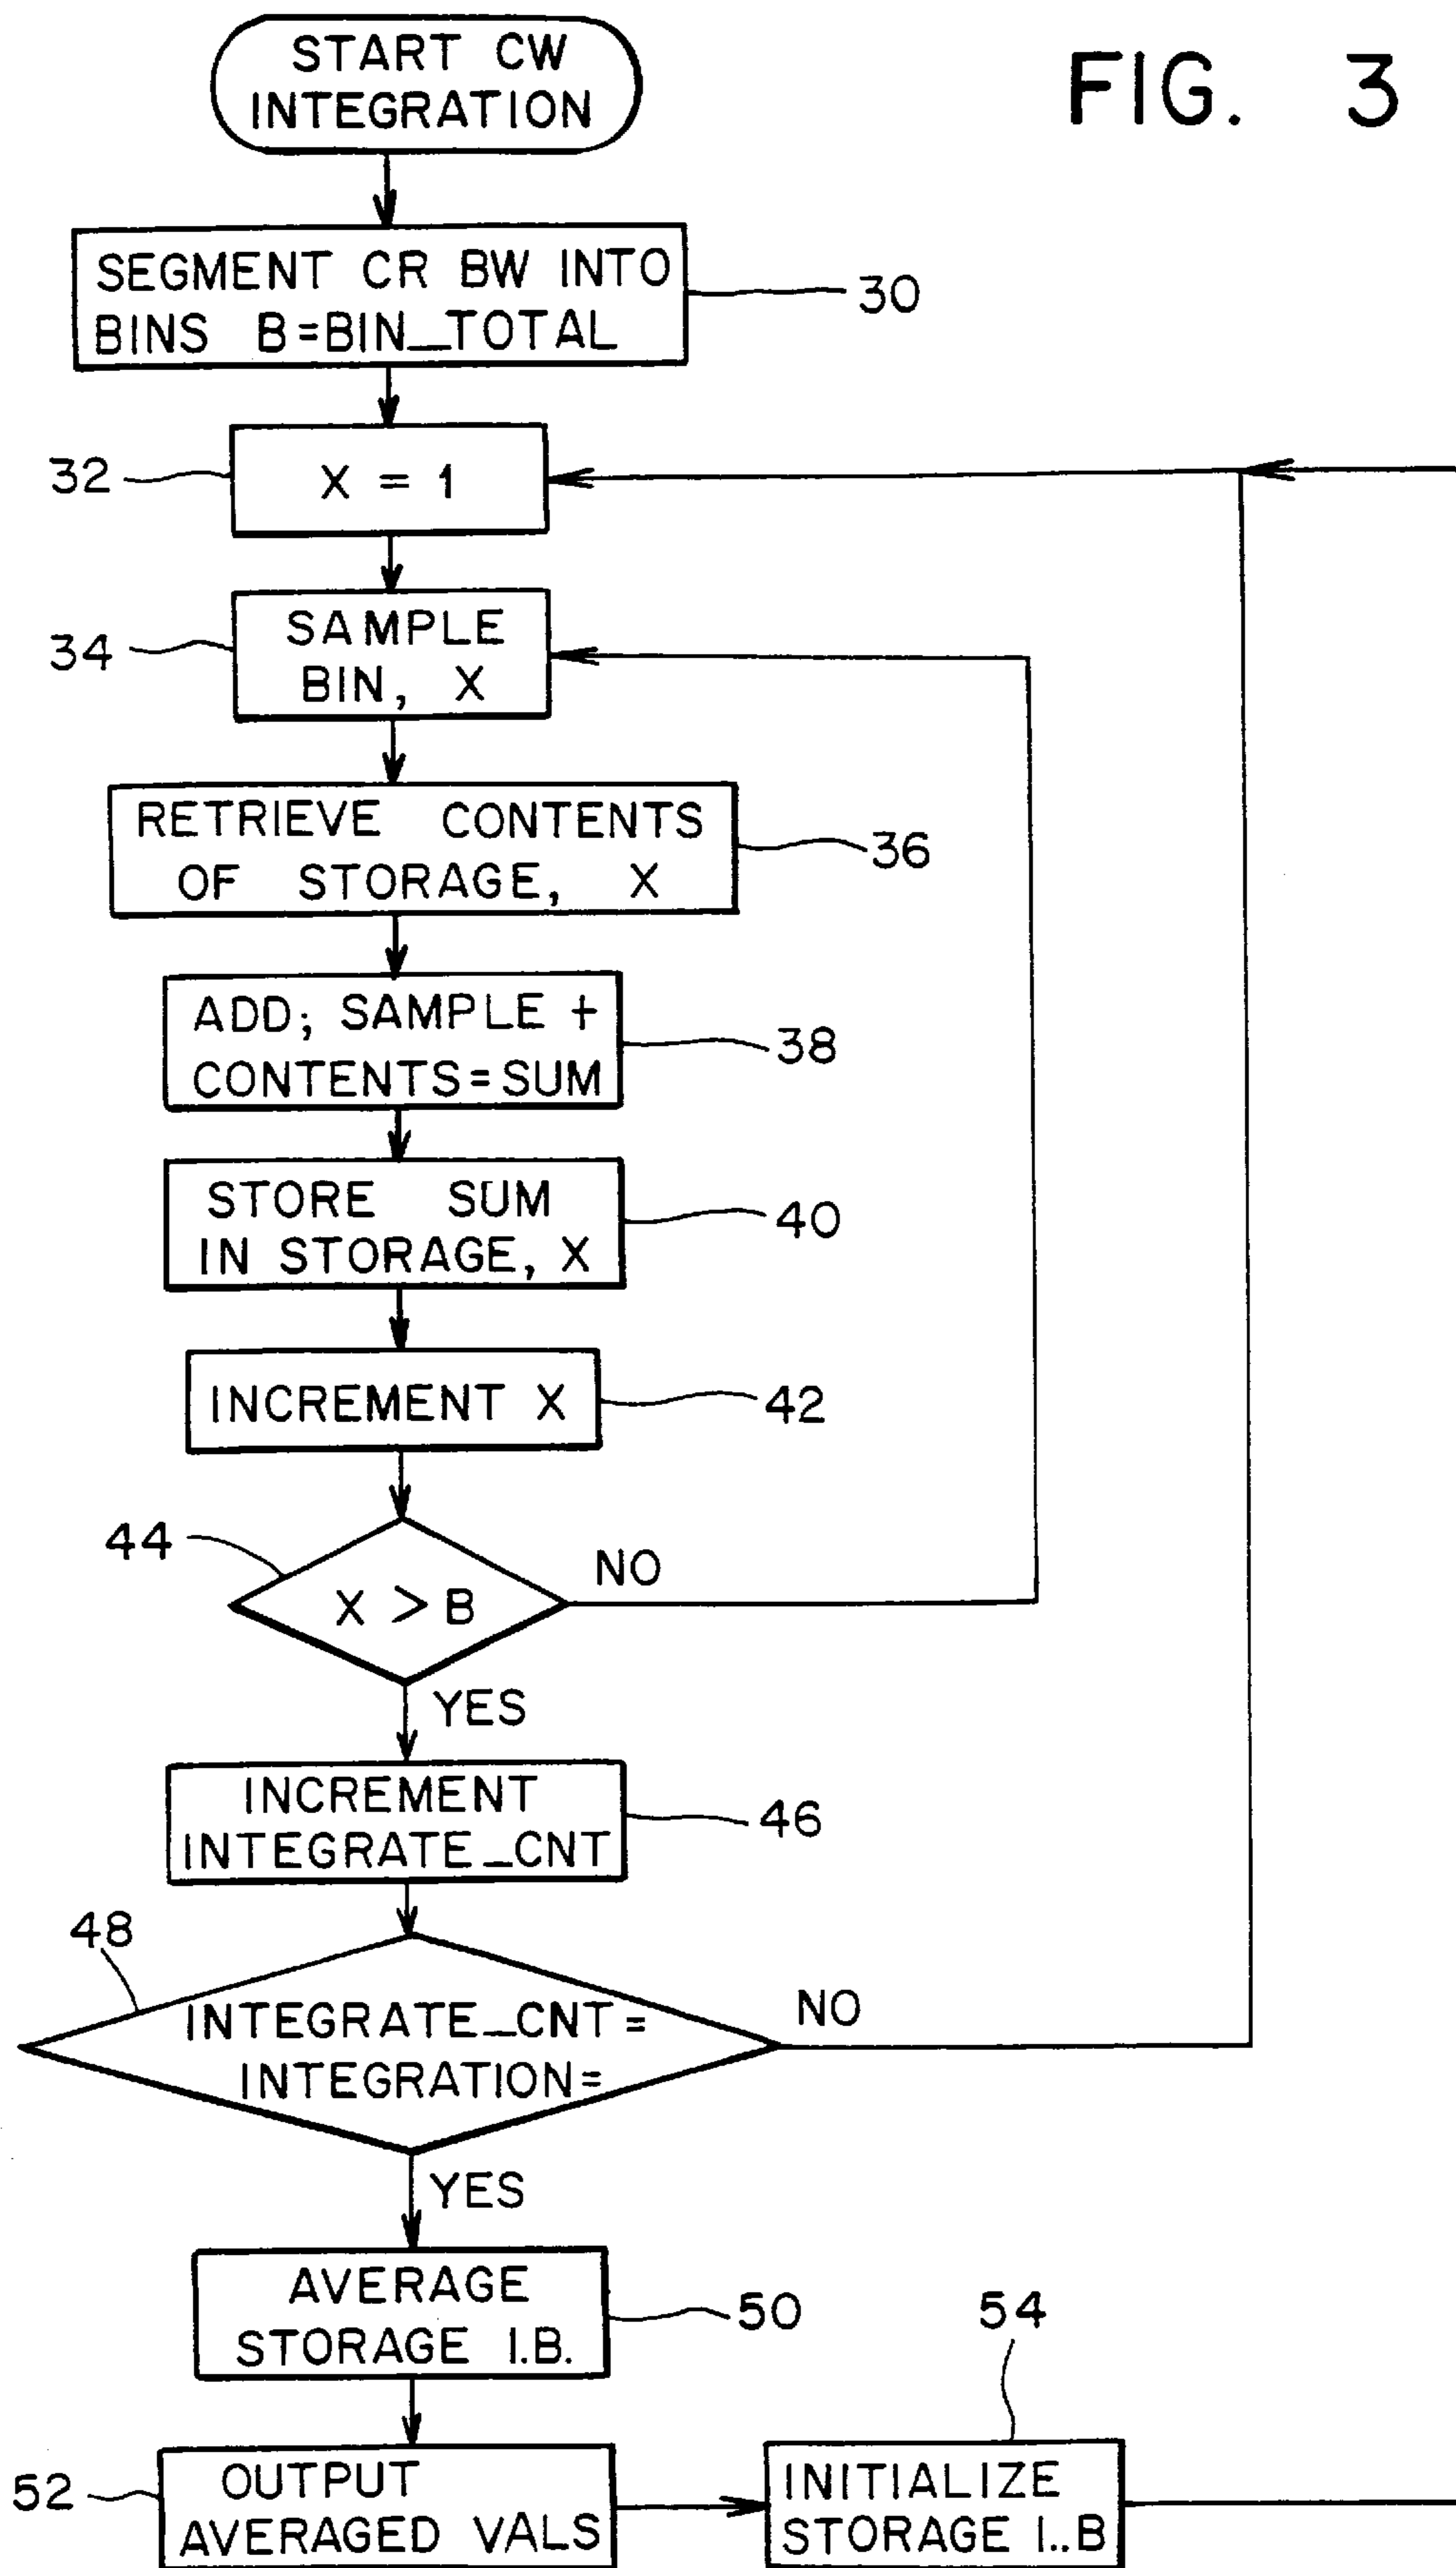 FIG. 3
START CW
INTEGRATION
SEGMENT CR BW INTO
BINS B=BIN_TOTAL
30
32
X = 1
34
SAMPLE
BIN, X
RETRIEVE CONTENTS
OF STORAGE, X
36
ADD; SAMPLE +
CONTENTS=SUM
38
STORE SUM
IN STORAGE, X
40
INCREMENT X
42
44
X > B
NO
YES
INCREMENT
INTEGRATE_CNT
46
48
INTEGRATE_CNT=
INTEGRATION=
NO
YES
AVERAGE
STORAGE I.B.
50
54
52
OUTPUT
AVERAGED VALS
INITIALIZE
STORAGE I..B